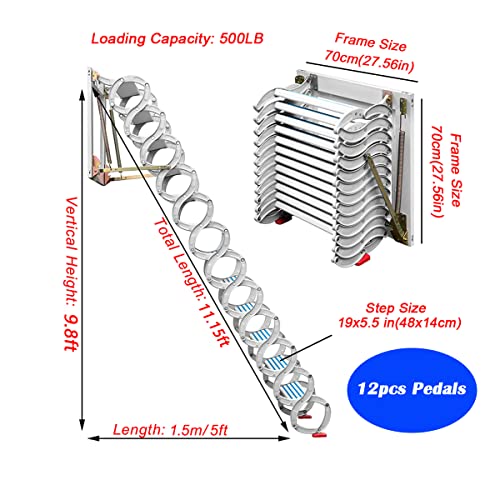 Loading Capacity: 500LB
Frame Size
70cm(27.56in)
Frame Size
70cm(27.56in)
Vertical Height: 9.8ft
Total Length: 11.15ft
Step Size
19x5.5 in(48x14cm)
12pcs Pedals
Length: 1.5m/ 5ft